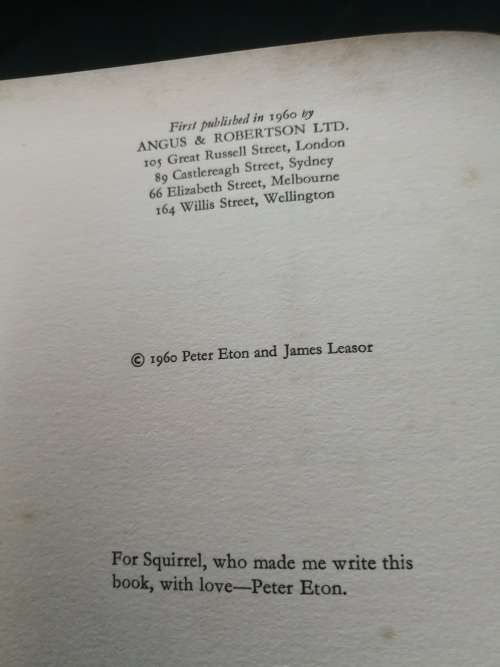 First published in 1960 by
ANGUS & ROBERTSON LTD.
105 Great Russell Street, London
89 Castlereagh Street, Sydney
66 Elizabeth Street, Melbourne
164 Willis Street, Wellington
© 1960 Peter Eton and James Leasor
For Squirrel, who made me write this
book, with love—Peter Eton.